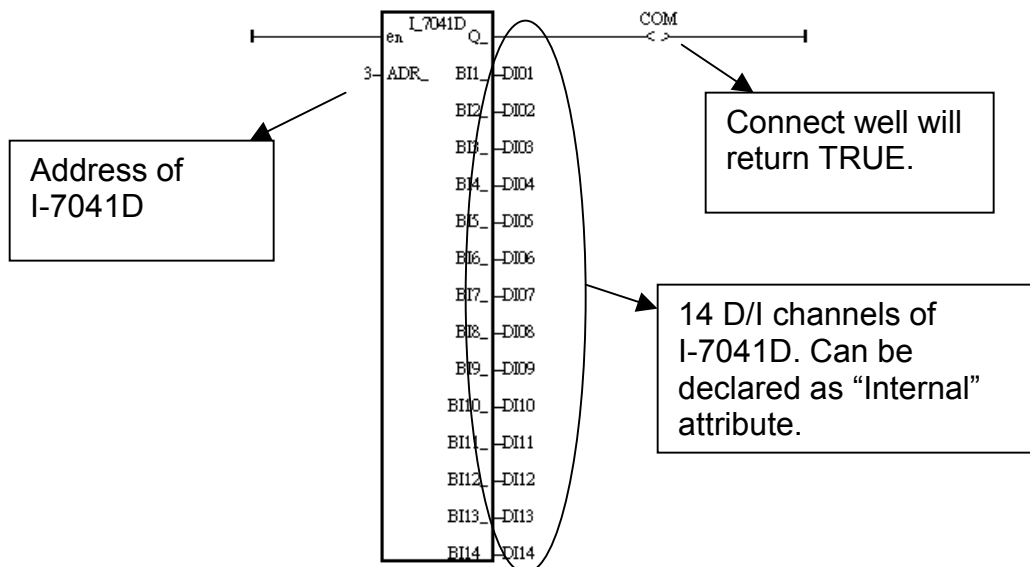 I_7041D
COM
en Q_
3 ADR_ BI1_ DI01
BI2_ DI02
BI3_ DI03
BI4_ DI04
BI5_ DI05
BI6_ DI06
BI7_ DI07
BI8_ DI08
BI9_ DI09
BI10_ DI10
BI11_ DI11
BI12_ DI12
BI13_ DI13
BI14_ DI14
Address of
I-7041D
Connect well will
return TRUE.
14 D/I channels of
I-7041D. Can be
declared as “Internal”
attribute.